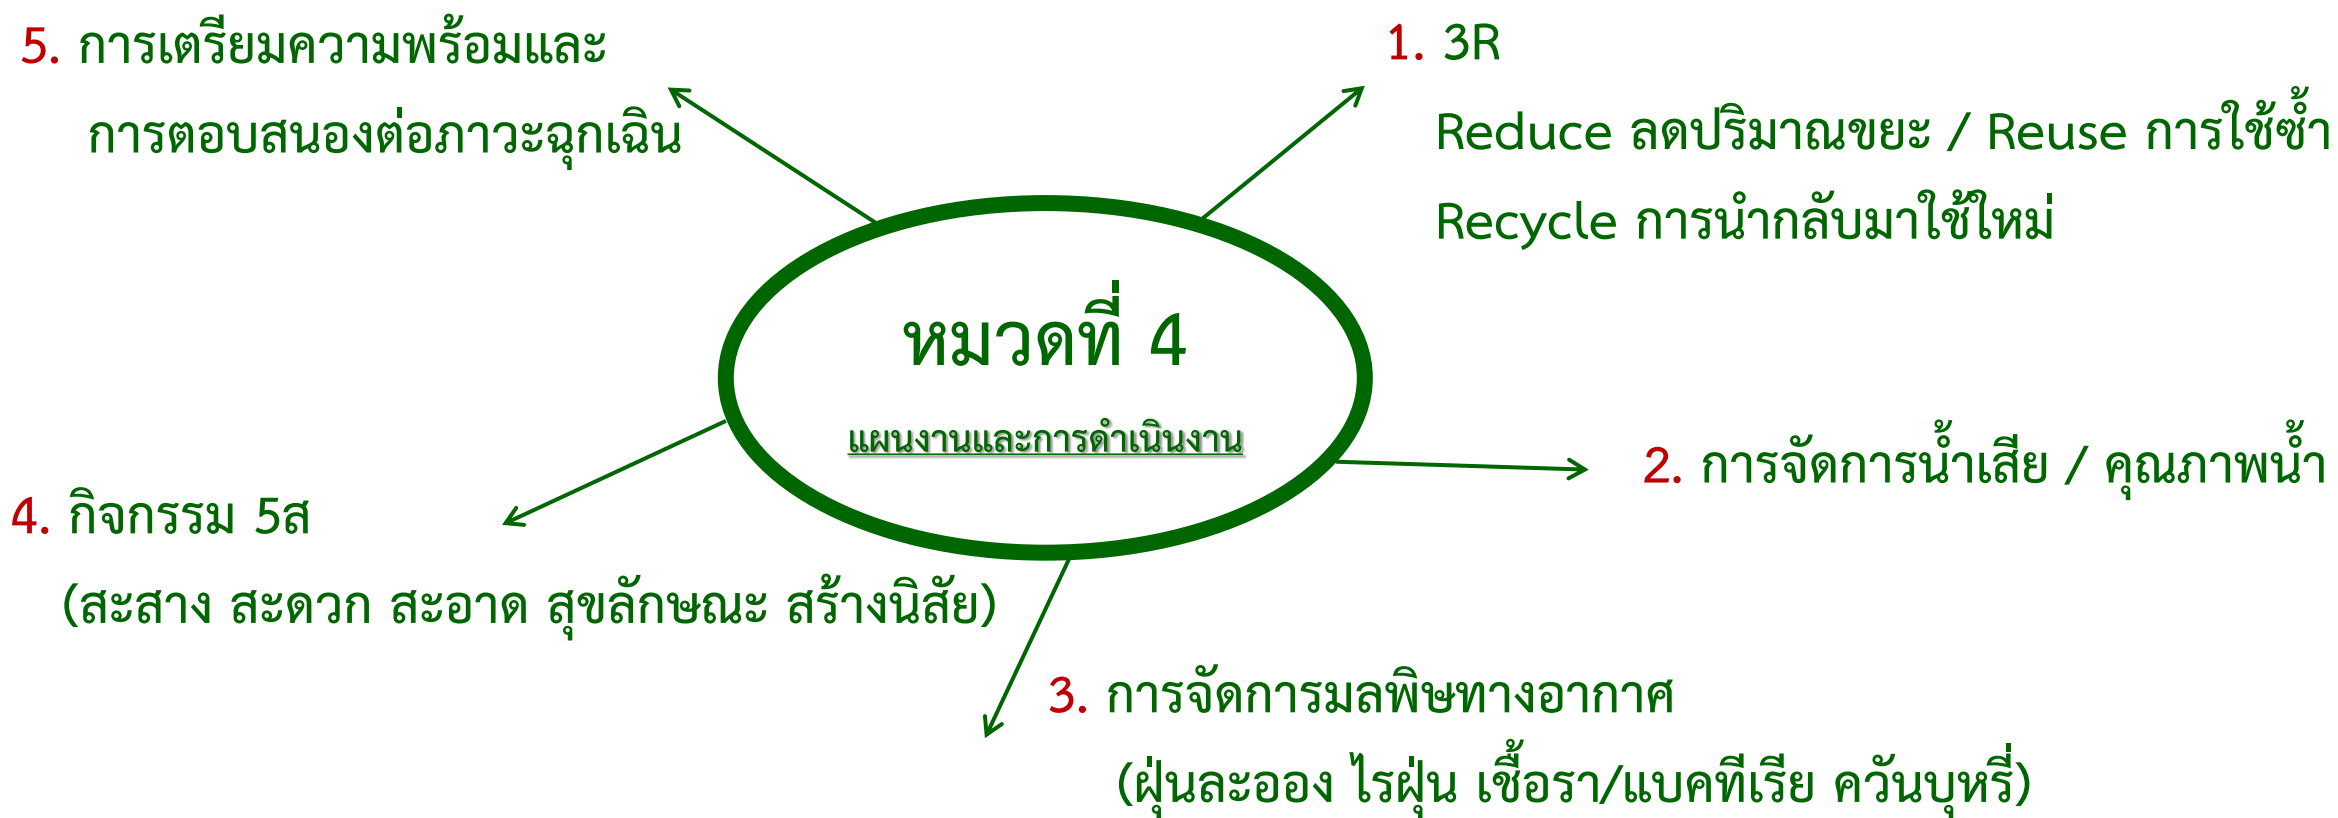 หมวดที่ 4
แผนงานและการดำเนินงาน
1. 3R
Reduce ลดปริมาณขยะ / Reuse การใช้ซ้ำ
Recycle การนำกลับมาใช้ใหม่
2. การจัดการน้ำเสีย / คุณภาพน้ำ
3. การจัดการมลพิษทางอากาศ
(ฝุ่นละออง ไรฝุ่น เชื้อรา/แบคทีเรีย ควันบุหรี่)
4. กิจกรรม 5ส
(สะสาง สะดวก สะอาด สุขลักษณะ สร้างนิสัย)
5. การเตรียมความพร้อมและ
การตอบสนองต่อภาวะฉุกเฉิน